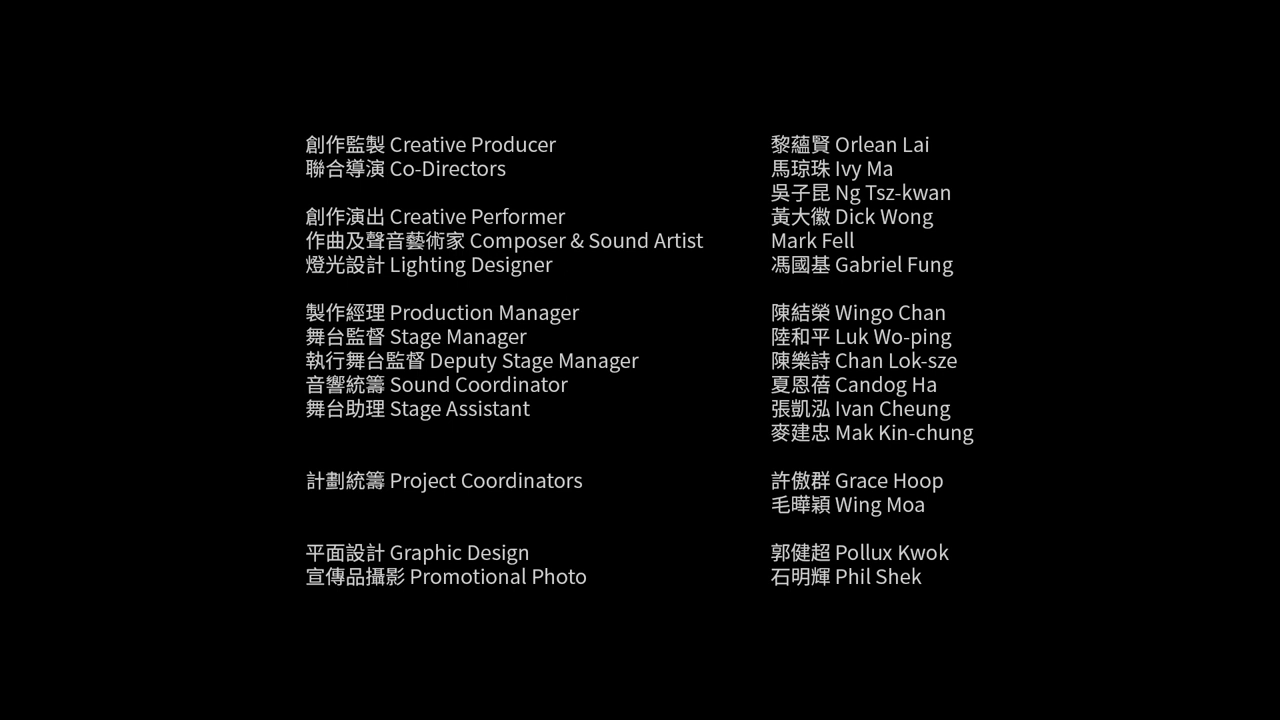 創作監製 Creative Producer 黎蘊賢 Orlean Lai
聯合導演 Co-Directors 馬琼珠 Ivy Ma
吳子昆 Ng Tsz-kwan
創作演出 Creative Performer 黃大徽 Dick Wong
作曲及聲音藝術家 Composer & Sound Artist Mark Fell
燈光設計 Lighting Designer 馮國基 Gabriel Fung
製作經理 Production Manager 陳結榮 Wingo Chan
舞台監督 Stage Manager 陸和平 Luk Wo-ping
執行舞台監督 Deputy Stage Manager 陳樂詩 Chan Lok-sze
音響統籌 Sound Coordinator 夏恩蓓 Candog Ha
舞台助理 Stage Assistant 張凱泓 Ivan Cheung
麥建忠 Mak Kin-chung
計劃統籌 Project Coordinators 許傲群 Grace Hoop
毛曄穎 Wing Moa
平面設計 Graphic Design 郭健超 Pollux Kwok
宣傳品攝影 Promotional Photo 石明輝 Phil Shek